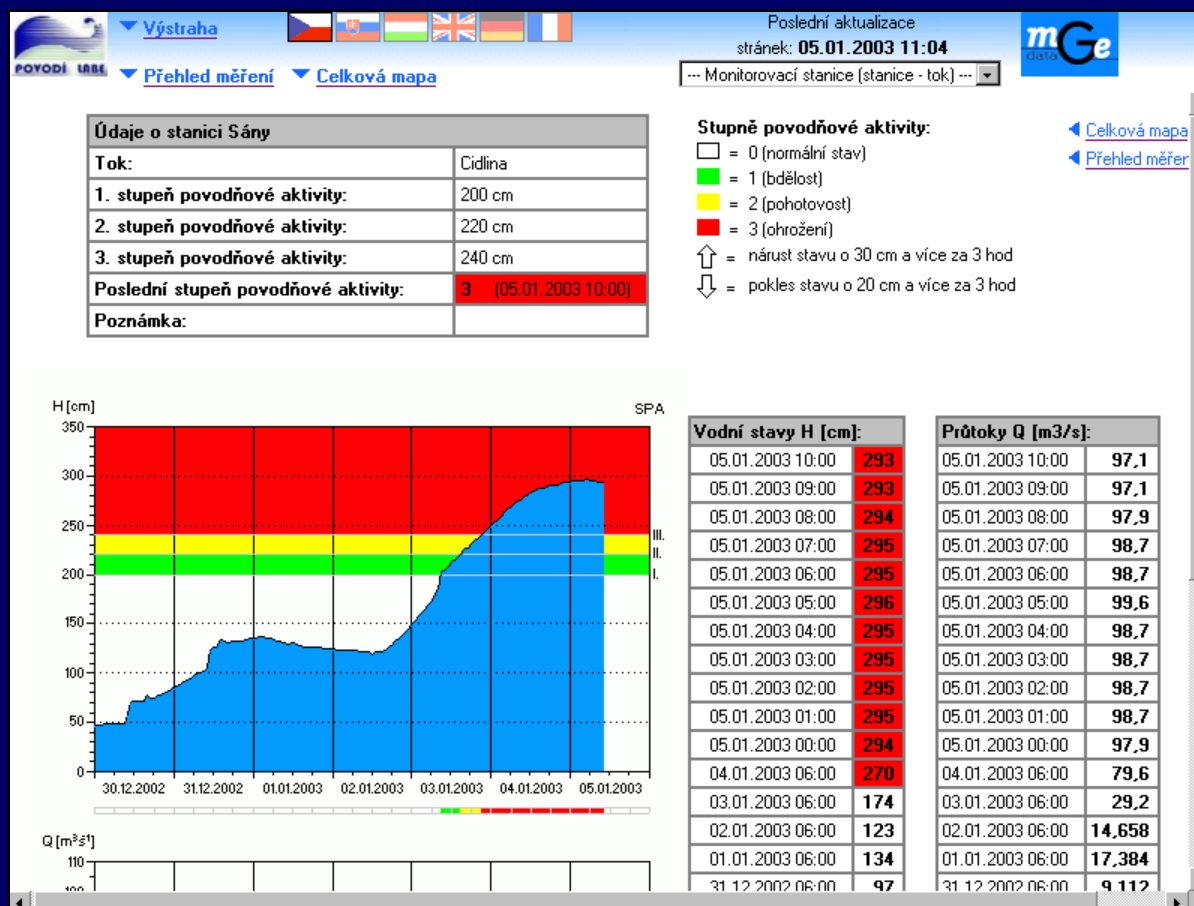 Výstraha
Poslední aktualizace
stránek: 05.01.2003 11:04
mGe
data
POVODÍ LABE
Přehled měření
Celková mapa
--- Monitorovací stanice (stanice - tok) ---
Údaje o stanici Sány
Tok: Cidlina
1. stupeň povodňové aktivity: 200 cm
2. stupeň povodňové aktivity: 220 cm
3. stupeň povodňové aktivity: 240 cm
Poslední stupeň povodňové aktivity: 3 (05.01.2003 10:00)
Poznámka:
Stupně povodňové aktivity:
= 0 (normální stav)
= 1 (bdělost)
= 2 (pohotovost)
= 3 (ohrožení)
= nárust stavu o 30 cm a více za 3 hod
= pokles stavu o 20 cm a více za 3 hod
Celková mapa
Přehled měřer
H [cm]
SPA
350
300
250
200
150
100
50
0
III.
II.
I.
30.12.2002 31.12.2002 01.01.2003 02.01.2003 03.01.2003 04.01.2003 05.01.2003
Q [m³s⁻¹]
110
100
Vodní stavy H [cm]:
05.01.2003 10:00 293
05.01.2003 09:00 293
05.01.2003 08:00 294
05.01.2003 07:00 295
05.01.2003 06:00 295
05.01.2003 05:00 296
05.01.2003 04:00 295
05.01.2003 03:00 295
05.01.2003 02:00 295
05.01.2003 01:00 295
05.01.2003 00:00 294
04.01.2003 06:00 270
03.01.2003 06:00 174
02.01.2003 06:00 123
01.01.2003 06:00 134
31.12.2002 06:00 97
Průtoky Q [m3/s]:
05.01.2003 10:00 97,1
05.01.2003 09:00 97,1
05.01.2003 08:00 97,9
05.01.2003 07:00 98,7
05.01.2003 06:00 98,7
05.01.2003 05:00 99,6
05.01.2003 04:00 98,7
05.01.2003 03:00 98,7
05.01.2003 02:00 98,7
05.01.2003 01:00 98,7
05.01.2003 00:00 97,9
04.01.2003 06:00 79,6
03.01.2003 06:00 29,2
02.01.2003 06:00 14,658
01.01.2003 06:00 17,384
31.12.2002 06:00 9,112